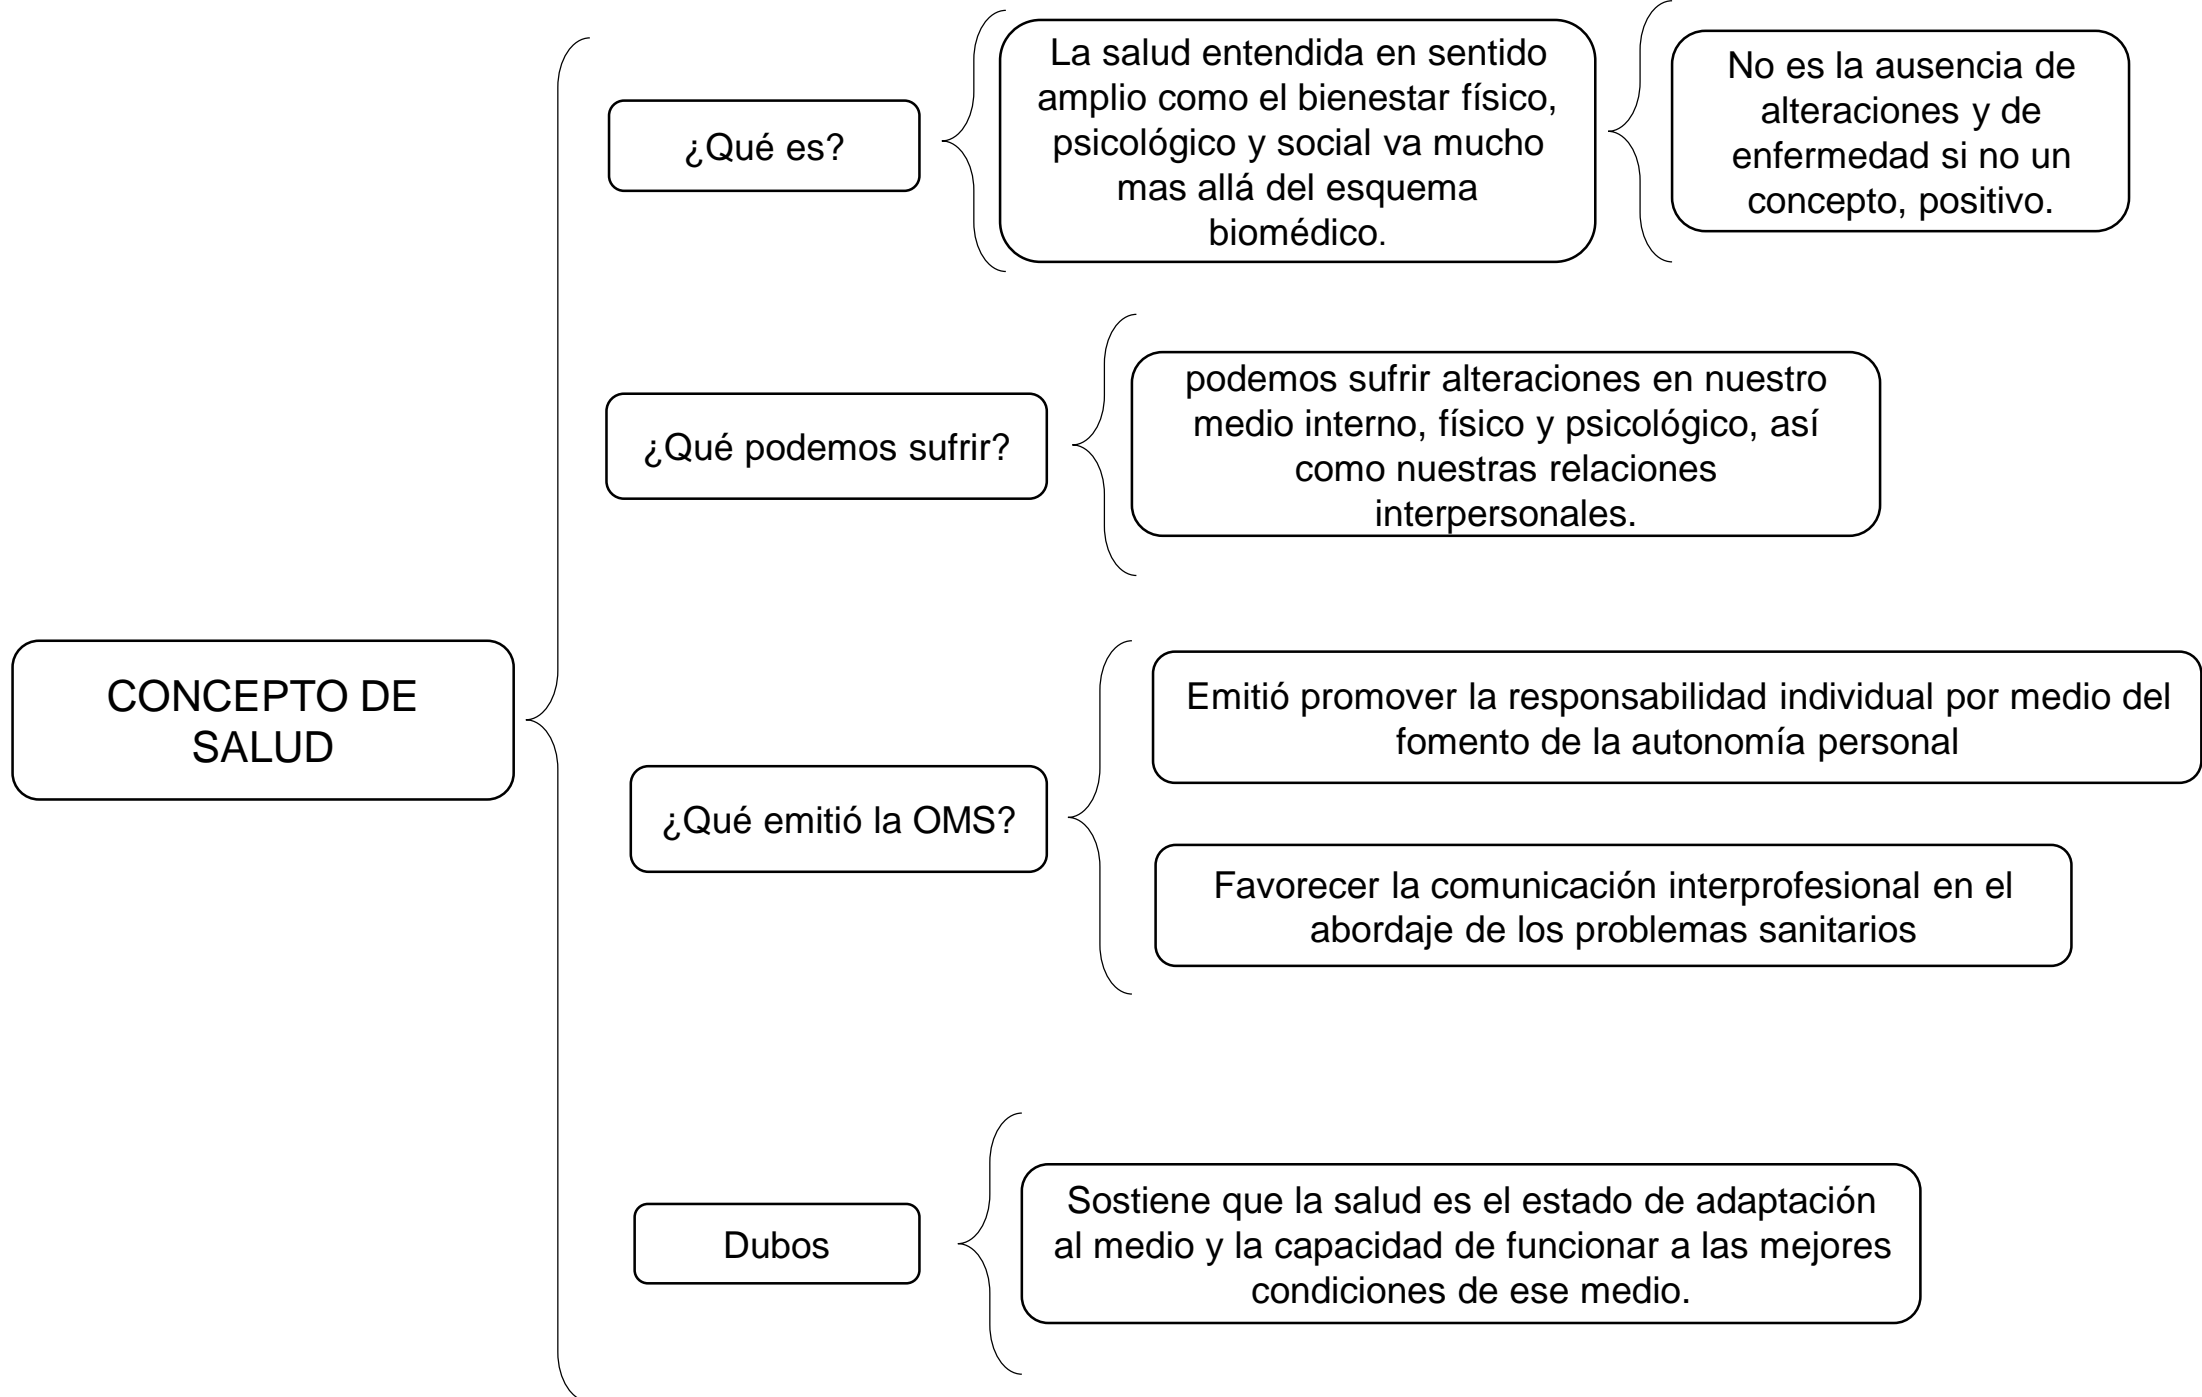 CONCEPTO DE
SALUD
¿Qué es?
La salud entendida en sentido
amplio como el bienestar físico,
psicológico y social va mucho
mas allá del esquema
biomédico.
No es la ausencia de
alteraciones y de
enfermedad si no un
concepto, positivo.
¿Qué podemos sufrir?
podemos sufrir alteraciones en nuestro
medio interno, físico y psicológico, así
como nuestras relaciones
interpersonales.
¿Qué emitió la OMS?
Emitió promover la responsabilidad individual por medio del
fomento de la autonomía personal
Favorecer la comunicación interprofesional en el
abordaje de los problemas sanitarios
Dubos
Sostiene que la salud es el estado de adaptación
al medio y la capacidad de funcionar a las mejores
condiciones de ese medio.